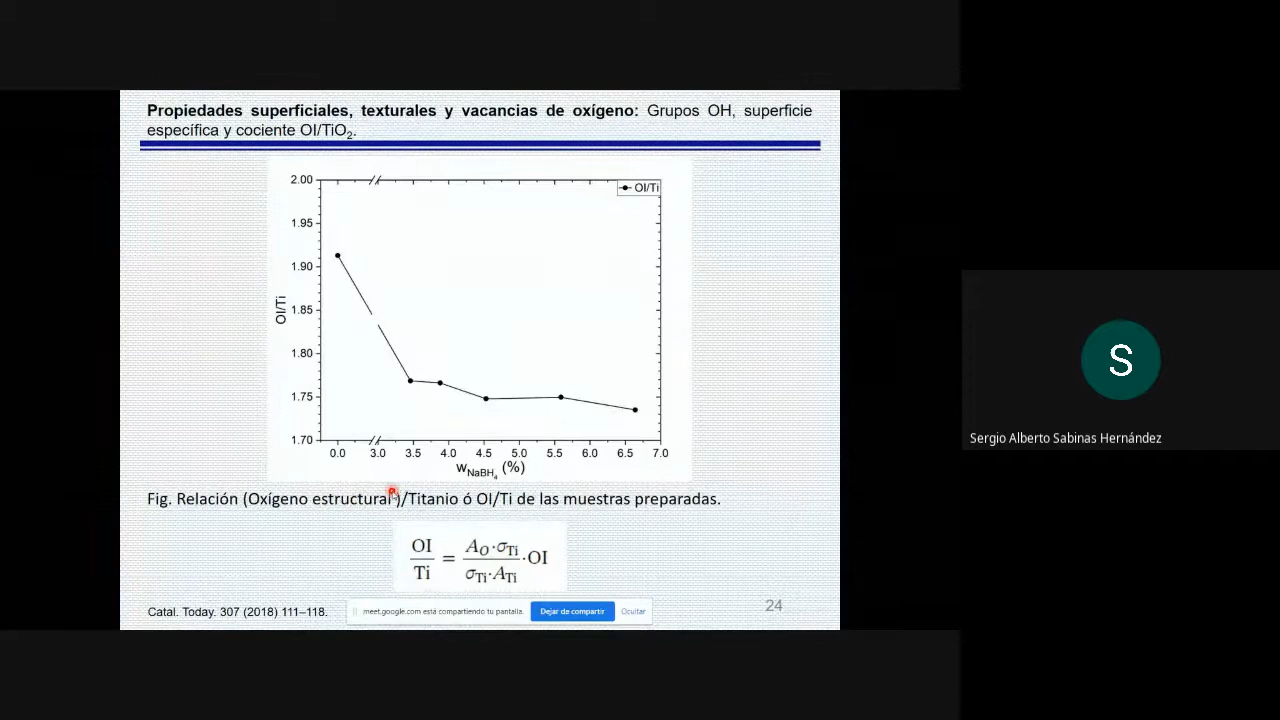 Propiedades superficiales, texturales y vacancias de oxígeno: Grupos OH, superficie
específica y cociente OI/TiO2.
OI/Ti
2.00
1.95
1.90
1.85
1.80
1.75
1.70
OI/Ti
0.0 3.0 3.5 4.0 4.5 5.0 5.5 6.0 6.5 7.0
wNaBH4 (%)
Fig. Relación (Oxígeno estructural )/Titanio ó OI/Ti de las muestras preparadas.
OI/Ti = AO·σTi/σTi·ATi ·OI
Catal. Today. 307 (2018) 111–118.
meet.google.com está compartiendo tu pantalla. Dejar de compartir Ocultar
24
S
Sergio Alberto Sabinas Hernández